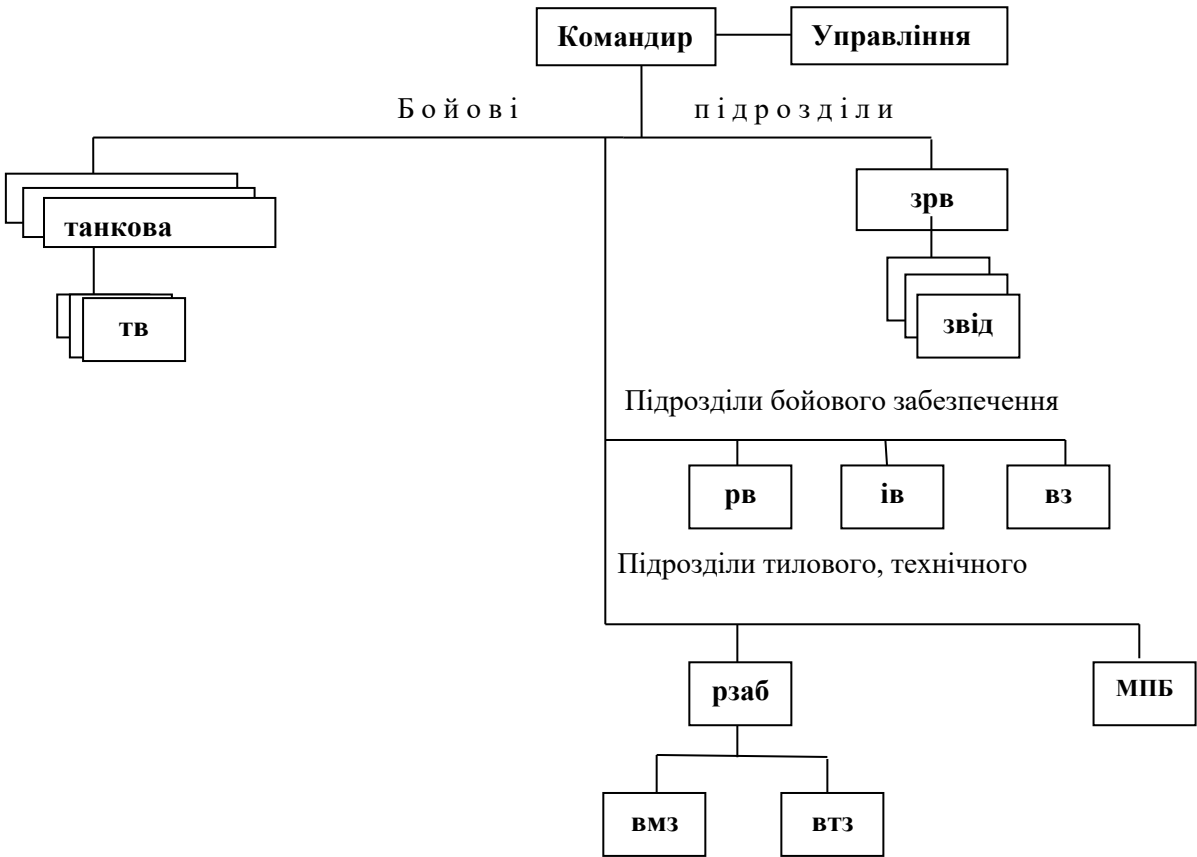 Командир
Управління
Б о й о в і п і д р о з д і л и
танкова
зрв
тв
звід
Підрозділи бойового забезпечення
рв
ів
вз
Підрозділи тилового, технічного
рзаб
МПБ
вмз
втз